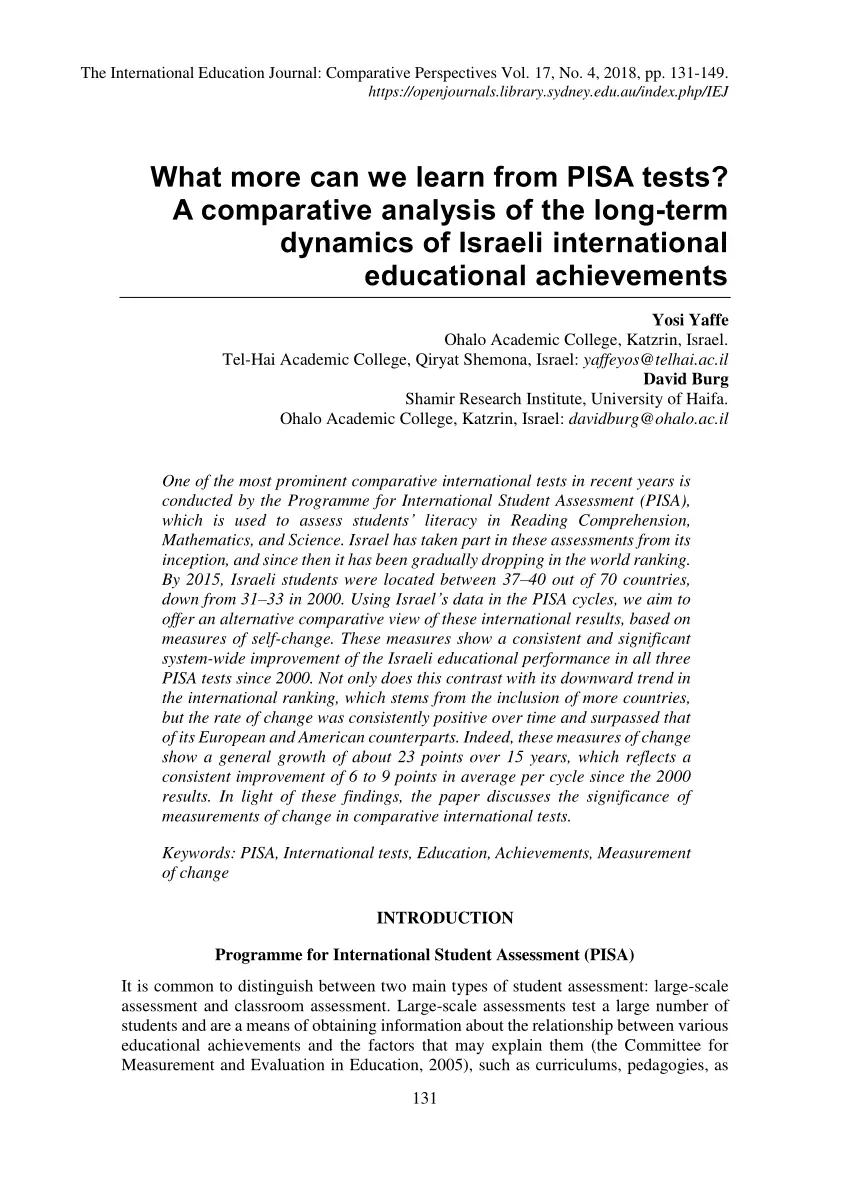 The International Education Journal: Comparative Perspectives Vol. 17, No. 4, 2018, pp. 131-149.
https://openjournals.library.sydney.edu.au/index.php/IEJ
What more can we learn from PISA tests?
A comparative analysis of the long-term
dynamics of Israeli international
educational achievements
Yosi Yaffe
Ohalo Academic College, Katzrin, Israel.
Tel-Hai Academic College, Qiryat Shemona, Israel: yaffeyos@telhai.ac.il
David Burg
Shamir Research Institute, University of Haifa.
Ohalo Academic College, Katzrin, Israel: davidburg@ohalo.ac.il
One of the most prominent comparative international tests in recent years is
conducted by the Programme for International Student Assessment (PISA),
which is used to assess students’ literacy in Reading Comprehension,
Mathematics, and Science. Israel has taken part in these assessments from its
inception, and since then it has been gradually dropping in the world ranking.
By 2015, Israeli students were located between 37–40 out of 70 countries,
down from 31–33 in 2000. Using Israel’s data in the PISA cycles, we aim to
offer an alternative comparative view of these international results, based on
measures of self-change. These measures show a consistent and significant
system-wide improvement of the Israeli educational performance in all three
PISA tests since 2000. Not only does this contrast with its downward trend in
the international ranking, which stems from the inclusion of more countries,
but the rate of change was consistently positive over time and surpassed that
of its European and American counterparts. Indeed, these measures of change
show a general growth of about 23 points over 15 years, which reflects a
consistent improvement of 6 to 9 points in average per cycle since the 2000
results. In light of these findings, the paper discusses the significance of
measurements of change in comparative international tests.
Keywords: PISA, International tests, Education, Achievements, Measurement
of change
INTRODUCTION
Programme for International Student Assessment (PISA)
It is common to distinguish between two main types of student assessment: large-scale
assessment and classroom assessment. Large-scale assessments test a large number of
students and are a means of obtaining information about the relationship between various
educational achievements and the factors that may explain them (the Committee for
Measurement and Evaluation in Education, 2005), such as curriculums, pedagogies, as
131